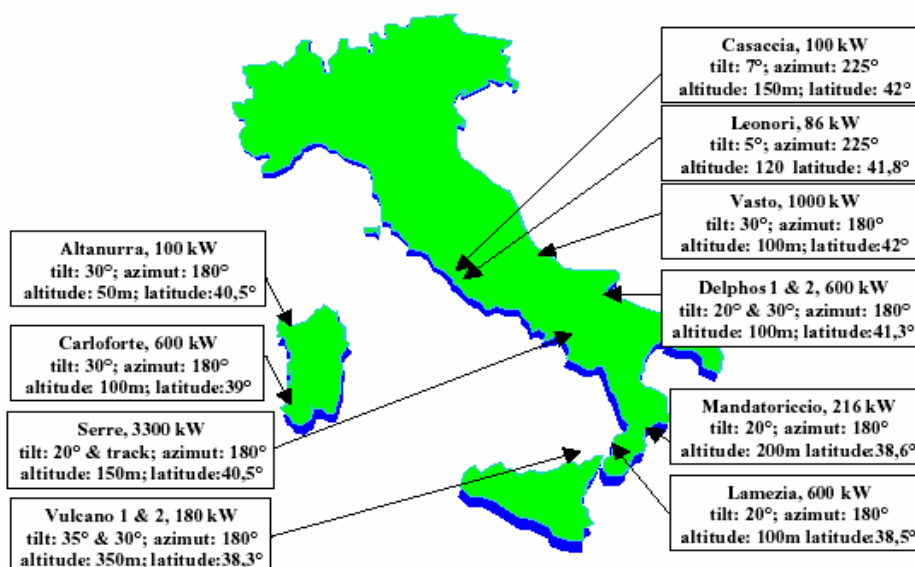 Casaccia, 100 kW
tilt: 7°; azimut: 225°
altitude: 150m; latitude: 42°
Leonori, 86 kW
tilt: 5°; azimut: 225°
altitude: 120 latitude: 41,8°
Vasto, 1000 kW
tilt: 30°; azimut: 180°
altitude: 100m; latitude:42°
Delphos 1 & 2, 600 kW
tilt: 20° & 30°; azimut: 180°
altitude: 100m; latitude:41,3°
Mandatoriccio, 216 kW
tilt: 20°; azimut: 180°
altitude: 200m latitude:38,6°
Lamezia, 600 kW
tilt: 20°; azimut: 180°
altitude: 100m latitude:38,5°
Altanurra, 100 kW
tilt: 30°; azimut: 180°
altitude: 50m; latitude:40,5°
Carloforte, 600 kW
tilt: 30°; azimut: 180°
altitude: 100m; latitude:39°
Serre, 3300 kW
tilt: 20° & track; azimut: 180°
altitude: 150m; latitude:40,5°
Vulcano 1 & 2, 180 kW
tilt: 35° & 30°; azimut: 180°
altitude: 350m; latitude:38,3°